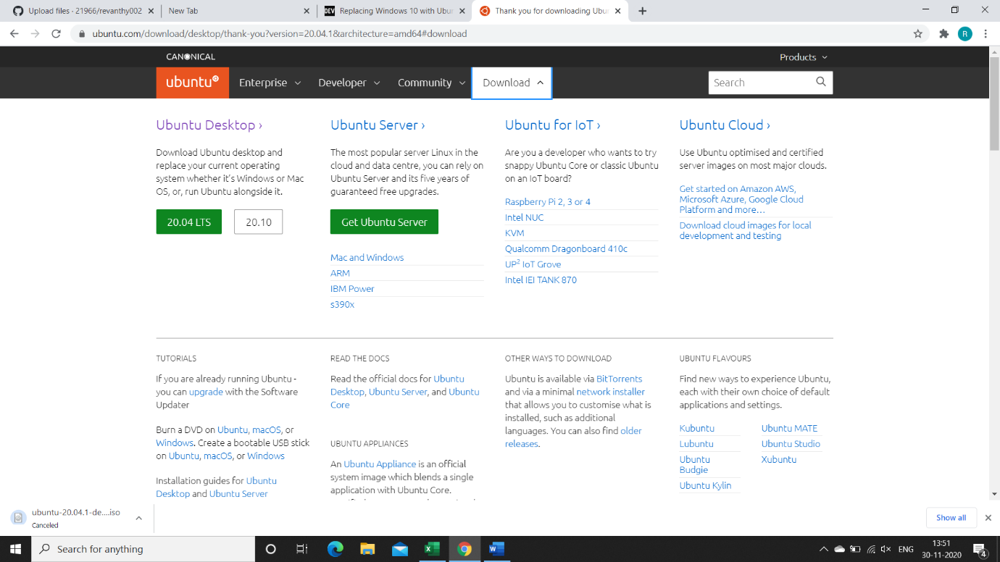 Upload files - 21966/revanthy002
New Tab
DEV Replacing Windows 10 with Ubun
Thank you for downloading Ubun
ubuntu.com/download/desktop/thank-you?version=20.04.1&architecture=amd64#download
R
CANONICAL
Products
ubuntu
Enterprise
Developer
Community
Download
Search
Ubuntu Desktop ›
Download Ubuntu desktop and
replace your current operating
system whether it's Windows or Mac
OS, or, run Ubuntu alongside it.
20.04 LTS
20.10
Ubuntu Server ›
The most popular server Linux in the
cloud and data centre, you can rely on
Ubuntu Server and its five years of
guaranteed free upgrades.
Get Ubuntu Server
Mac and Windows
ARM
IBM Power
s390x
Ubuntu for IoT ›
Are you a developer who wants to try
snappy Ubuntu Core or classic Ubuntu
on an IoT board?
Raspberry Pi 2, 3 or 4
Intel NUC
KVM
Qualcomm Dragonboard 410c
UP² IoT Grove
Intel IEI TANK 870
Ubuntu Cloud ›
Use Ubuntu optimised and certified
server images on most major clouds.
Get started on Amazon AWS,
Microsoft Azure, Google Cloud
Platform and more…
Download cloud images for local
development and testing
TUTORIALS
If you are already running Ubuntu -
you can upgrade with the Software
Updater
Burn a DVD on Ubuntu, macOS, or
Windows. Create a bootable USB stick
on Ubuntu, macOS, or Windows
Installation guides for Ubuntu
Desktop and Ubuntu Server
READ THE DOCS
Read the official docs for Ubuntu
Desktop, Ubuntu Server, and Ubuntu
Core
UBUNTU APPLIANCES
An Ubuntu Appliance is an official
system image which blends a single
application with Ubuntu Core.
OTHER WAYS TO DOWNLOAD
Ubuntu is available via BitTorrents
and via a minimal network installer
that allows you to customise what is
installed, such as additional
languages. You can also find older
releases.
UBUNTU FLAVOURS
Find new ways to experience Ubuntu,
each with their own choice of default
applications and settings.
Kubuntu
Lubuntu
Ubuntu
Budgie
Ubuntu Kylin
Ubuntu MATE
Ubuntu Studio
Xubuntu
ubuntu-20.04.1-de....iso
Canceled
Show all
Search for anything
ENG
13:51
30-11-2020
4